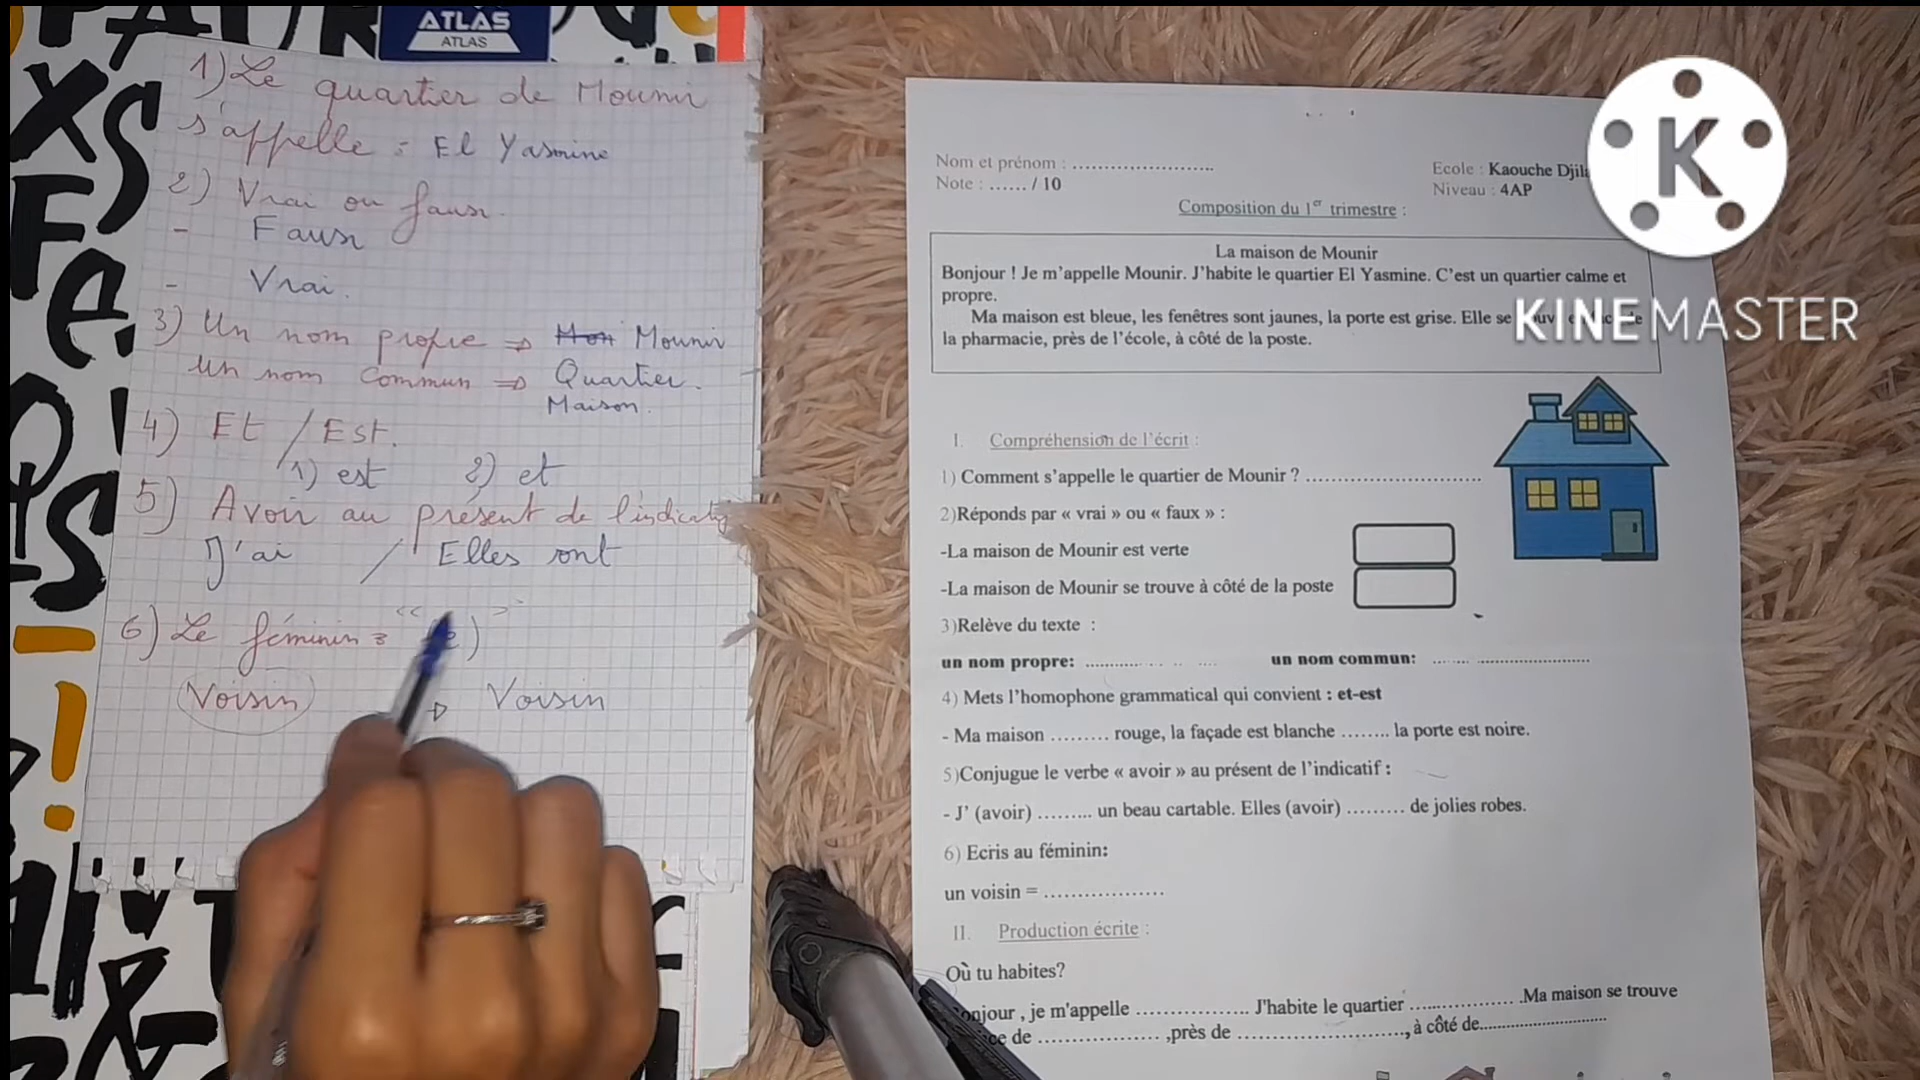 ATLAS
ATLAS
1) Le quartier de Mounir
s'appelle : El Yasmine
2) Vrai ou faux.
- Faux
- Vrai.
3) Un nom propre ⇒ Mon Mounir
un nom commun ⇒ Quartier.
Maison.
4) Et / Est.
1) est 2) et
5) Avoir au présent de l'indicatif
J'ai / Elles ont
6) Le féminin : « (e) »
Voisin → Voisin
Nom et prénom : ........................
Note : ...... / 10
Ecole : Kaouche Djil
Niveau : 4AP
Composition du 1er trimestre :
La maison de Mounir
Bonjour ! Je m'appelle Mounir. J'habite le quartier El Yasmine. C'est un quartier calme et
propre.
Ma maison est bleue, les fenêtres sont jaunes, la porte est grise. Elle se
la pharmacie, près de l'école, à côté de la poste.
I. Compréhension de l'écrit :
1) Comment s'appelle le quartier de Mounir ? ..............................
2)Réponds par « vrai » ou « faux » :
-La maison de Mounir est verte
-La maison de Mounir se trouve à côté de la poste
3)Relève du texte :
un nom propre: ........................ un nom commun: ..............................
4) Mets l'homophone grammatical qui convient : et-est
- Ma maison ......... rouge, la façade est blanche ........ la porte est noire.
5)Conjugue le verbe « avoir » au présent de l'indicatif :
- J' (avoir) ......... un beau cartable. Elles (avoir) ......... de jolies robes.
6) Ecris au féminin:
un voisin = ....................
II. Production écrite :
Où tu habites?
onjour , je m'appelle .................. J'habite le quartier .................. .Ma maison se trouve
ce de .................. ,près de .........................., à côté de....................
K
KINEMASTER